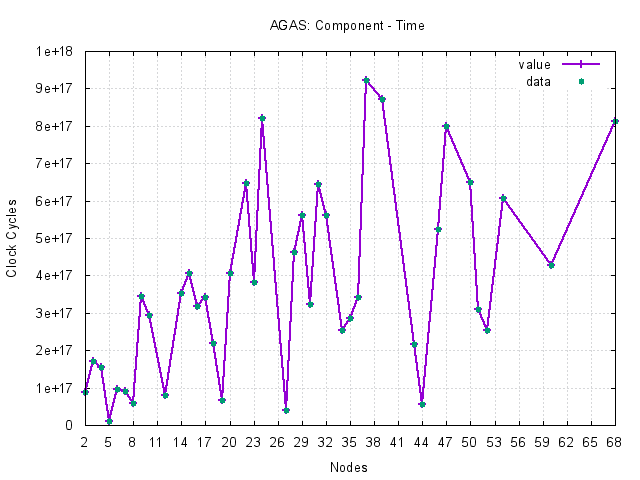 AGAS: Component - Time
1e+18
9e+17
8e+17
7e+17
6e+17
5e+17
4e+17
3e+17
2e+17
1e+17
0
Clock Cycles
value
data
2 5 8 11 14 17 20 23 26 29 32 35 38 41 44 47 50 53 56 59 62 65 68
Nodes